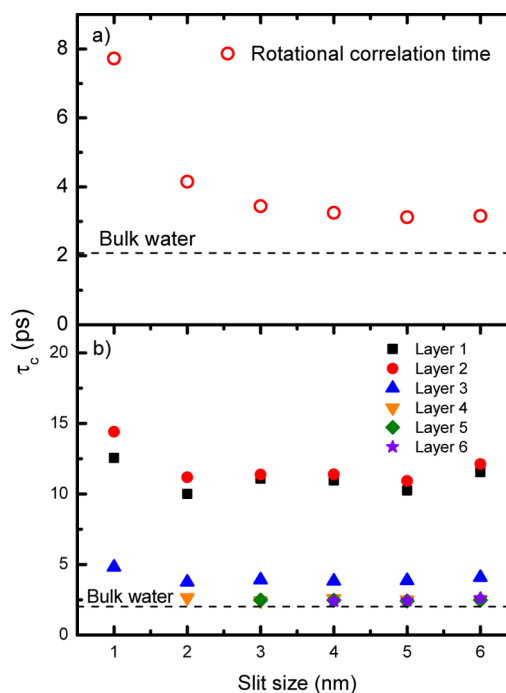 a)
Rotational correlation time
8
6
4
Bulk water
2
0
τc (ps)
b)
20
Layer 1
Layer 2
Layer 3
15
Layer 4
Layer 5
Layer 6
10
5
Bulk water
0
1 2 3 4 5 6
Slit size (nm)